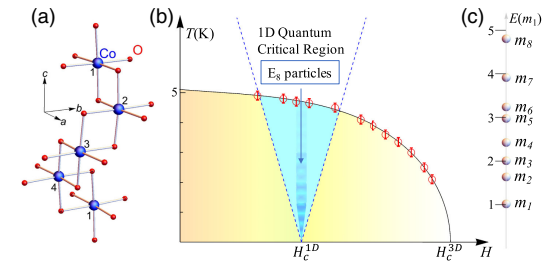 (a)
Co
O
1
2
3
4
1
c
b
a
(b)
T(K)
1D Quantum
Critical Region
E₈ particles
5
H_c^{1D}
H_c^{3D}
H
(c)
E(m₁)
5
m₈
4
m₇
m₆
3
m₅
m₄
2
m₃
m₂
1
m₁